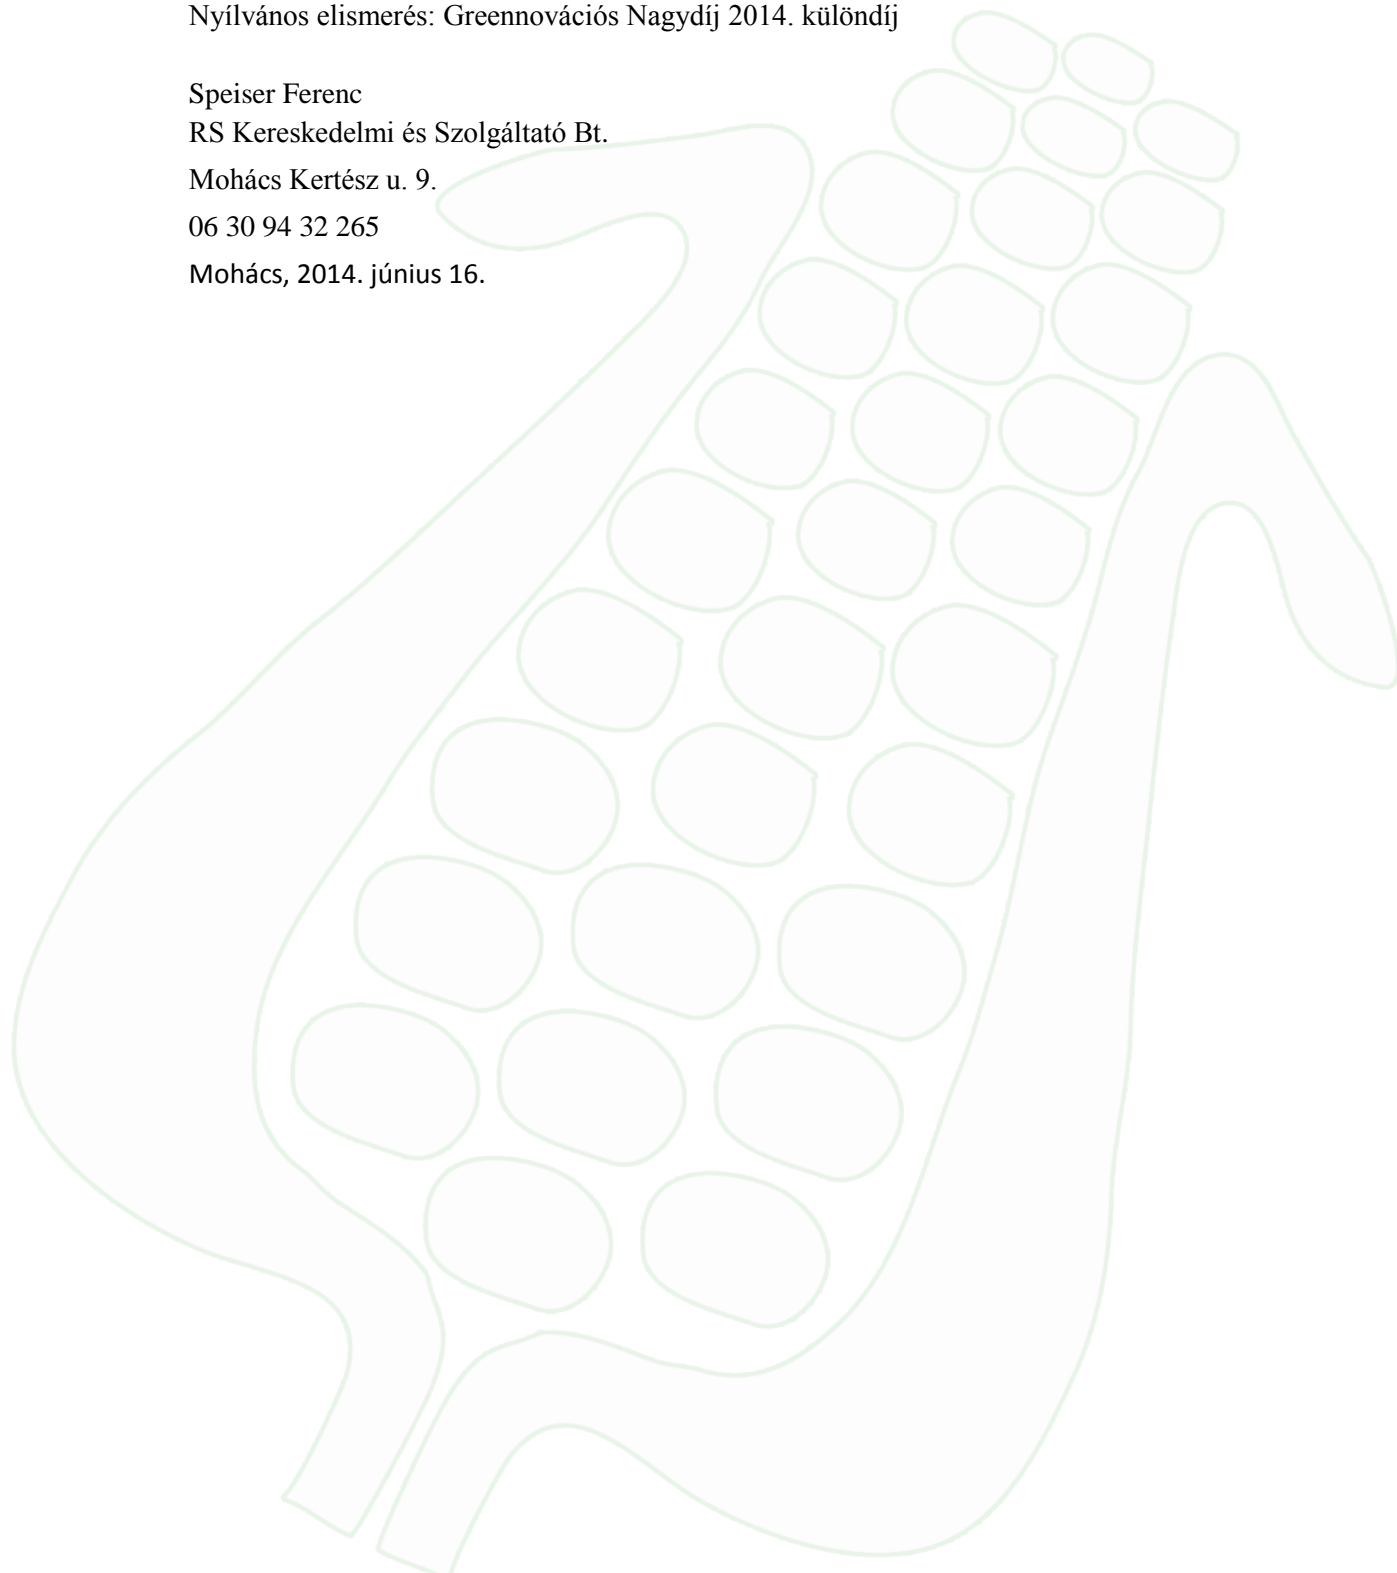 Nyílvános elismerés: Greennovációs Nagydíj 2014. különdíj
Speiser Ferenc
RS Kereskedelmi és Szolgáltató Bt.
Mohács Kertész u. 9.
06 30 94 32 265
Mohács, 2014. június 16.